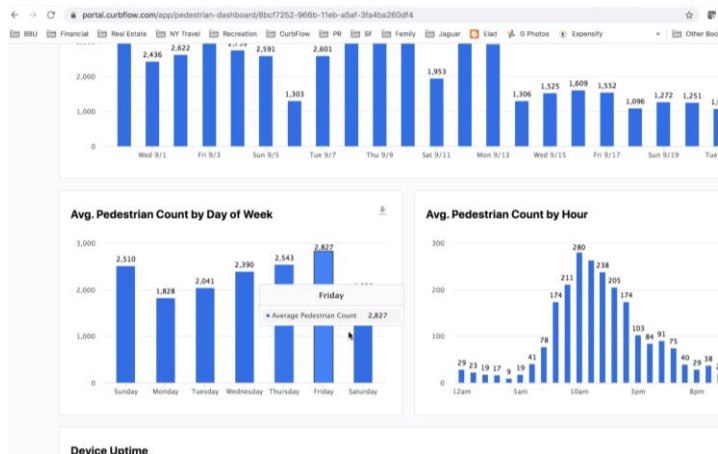 portal.curbflow.com/app/pedestrian-dashboard/8bcf7252-966b-11eb-a5af-3fa4ba260df4
BBU Financial Real Estate NY Travel Recreation CurbFlow PR SF Family Jaguar Elad G Photos Expensify » Other Boo
2,436 2,622 2,591 1,303 2,601 1,953 1,306 1,525 1,609 1,552 1,096 1,272 1,251
2,000
1,000
0
Wed 9/1 Fri 9/3 Sun 9/5 Tue 9/7 Thu 9/9 Sat 9/11 Mon 9/13 Wed 9/15 Fri 9/17 Sun 9/19 Tue
Avg. Pedestrian Count by Day of Week
3,000
2,000
1,000
0
2,510 1,828 2,041 2,390 2,543 2,827
Friday
Average Pedestrian Count 2,827
Sunday Monday Tuesday Wednesday Thursday Friday Saturday
Avg. Pedestrian Count by Hour
300
200
100
0
29 23 19 17 9 19 41 78 174 211 280 238 205 174 103 84 91 75 40 29 38
12am 5am 10am 3pm 8pm
Device Uptime